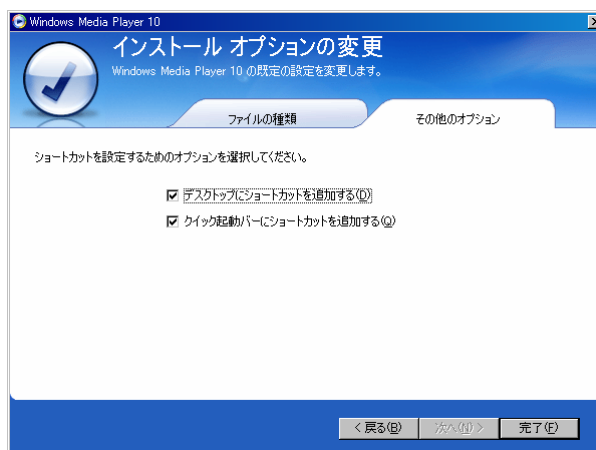 Windows Media Player 10
インストール オプションの変更
Windows Media Player 10 の既定の設定を変更します。
ファイルの種類
その他のオプション
ショートカットを設定するためのオプションを選択してください。
デスクトップにショートカットを追加する(D)
クイック起動バーにショートカットを追加する(Q)
< 戻る(B)
次へ(N) >
完了(F)